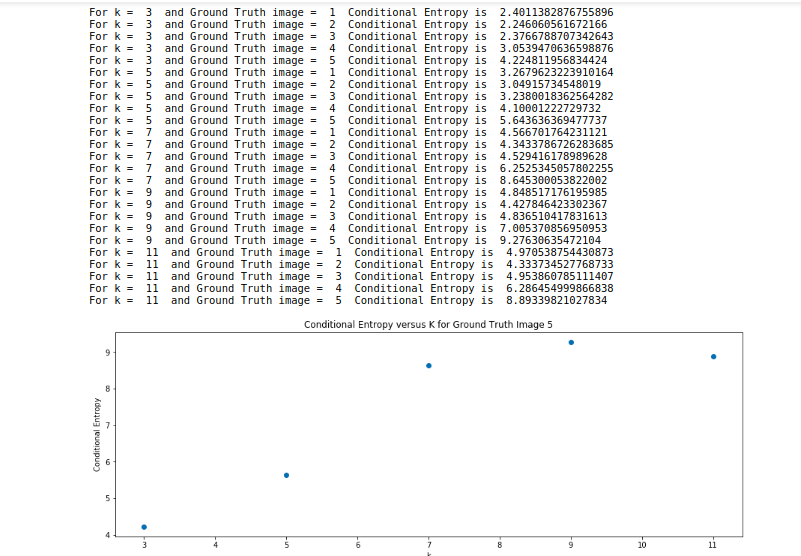 For k =  3  and Ground Truth image =  1  Conditional Entropy is  2.4011382876755896
For k =  3  and Ground Truth image =  2  Conditional Entropy is  2.246060561672166
For k =  3  and Ground Truth image =  3  Conditional Entropy is  2.3766788707342643
For k =  3  and Ground Truth image =  4  Conditional Entropy is  3.0539470636598876
For k =  3  and Ground Truth image =  5  Conditional Entropy is  4.224811956834424
For k =  5  and Ground Truth image =  1  Conditional Entropy is  3.2679623223910164
For k =  5  and Ground Truth image =  2  Conditional Entropy is  3.04915734548019
For k =  5  and Ground Truth image =  3  Conditional Entropy is  3.2380018362564282
For k =  5  and Ground Truth image =  4  Conditional Entropy is  4.10001222729732
For k =  5  and Ground Truth image =  5  Conditional Entropy is  5.643636369477737
For k =  7  and Ground Truth image =  1  Conditional Entropy is  4.566701764231121
For k =  7  and Ground Truth image =  2  Conditional Entropy is  4.3433786726283685
For k =  7  and Ground Truth image =  3  Conditional Entropy is  4.529416178989628
For k =  7  and Ground Truth image =  4  Conditional Entropy is  6.2525345057802255
For k =  7  and Ground Truth image =  5  Conditional Entropy is  8.645300053822002
For k =  9  and Ground Truth image =  1  Conditional Entropy is  4.848517176195985
For k =  9  and Ground Truth image =  2  Conditional Entropy is  4.427846423302367
For k =  9  and Ground Truth image =  3  Conditional Entropy is  4.836510417831613
For k =  9  and Ground Truth image =  4  Conditional Entropy is  7.005370856950953
For k =  9  and Ground Truth image =  5  Conditional Entropy is  9.27630635472104
For k =  11  and Ground Truth image =  1  Conditional Entropy is  4.970538754430873
For k =  11  and Ground Truth image =  2  Conditional Entropy is  4.333734527768733
For k =  11  and Ground Truth image =  3  Conditional Entropy is  4.953860785111407
For k =  11  and Ground Truth image =  4  Conditional Entropy is  6.286454999866838
For k =  11  and Ground Truth image =  5  Conditional Entropy is  8.89339821027834
Conditional Entropy versus K for Ground Truth Image 5
9
8
7
6
5
4
Conditional Entropy
3 4 5 6 7 8 9 10 11